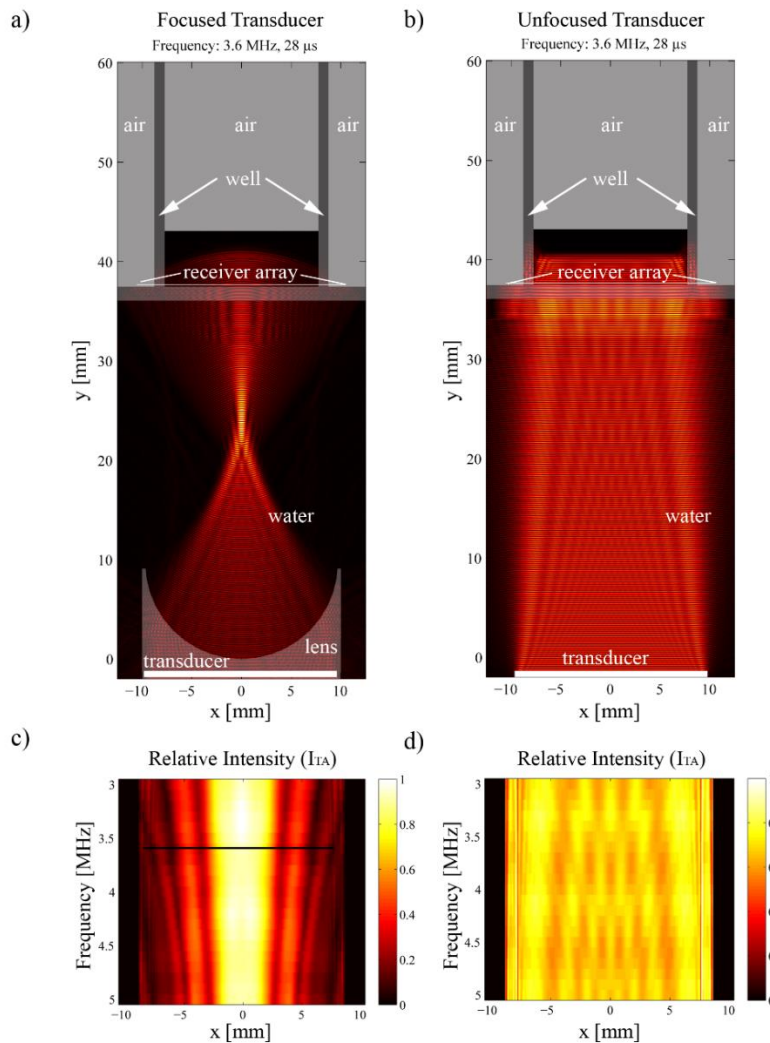 a)
Focused Transducer
Frequency: 3.6 MHz, 28 µs
60
50
40
30
20
10
0
y [mm]
air
air
air
well
receiver array
water
lens
transducer
−10
−5
0
5
10
x [mm]
b)
Unfocused Transducer
Frequency: 3.6 MHz, 28 µs
60
50
40
30
20
10
0
y [mm]
air
air
air
well
receiver array
water
transducer
−10
−5
0
5
10
x [mm]
c)
Relative Intensity (ITA)
3
3.5
4
4.5
5
Frequency [MHz]
−10
−5
0
5
10
x [mm]
1
0.8
0.6
0.4
0.2
0
d)
Relative Intensity (ITA)
3
3.5
4
4.5
5
Frequency [MHz]
−10
−5
0
5
10
x [mm]